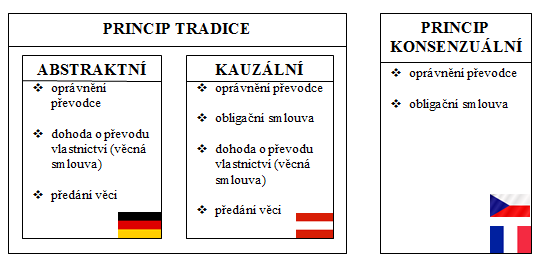 PRINCIP TRADICE
ABSTRAKTNÍ
❖ oprávnění
převodce
❖ dohoda o převodu
vlastnictví (věcná
smlouva)
❖ předání věci
KAUZÁLNÍ
❖ oprávnění převodce
❖ obligační smlouva
❖ dohoda o převodu
vlastnictví (věcná
smlouva)
❖ předání věci
PRINCIP
KONSENZUÁLNÍ
❖ oprávnění převodce
❖ obligační smlouva